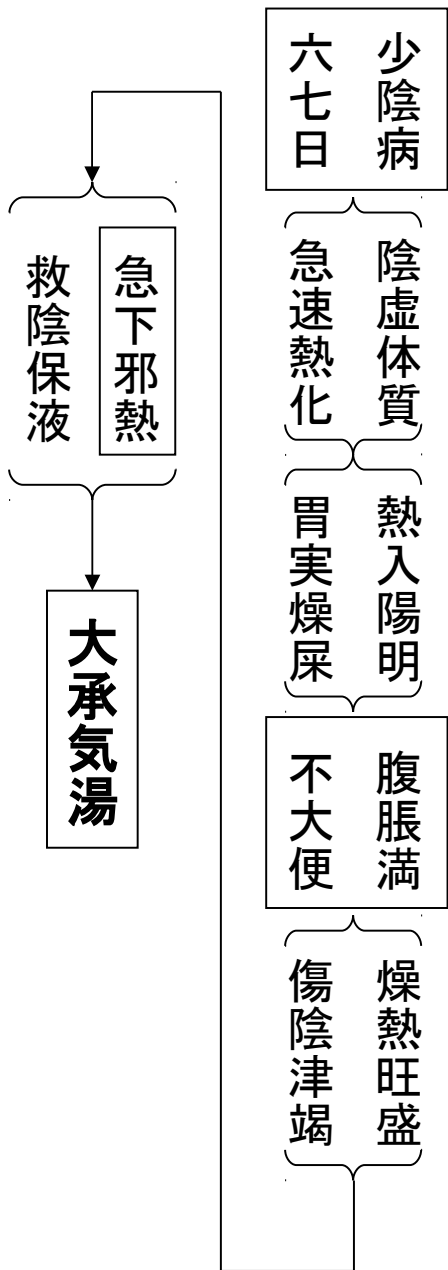 少陰病
六七日
陰虚体質
急速熱化
熱入陽明
胃実燥屎
腹脹満
不大便
燥熱旺盛
傷陰津竭
急下邪熱
救陰保液
大承気湯